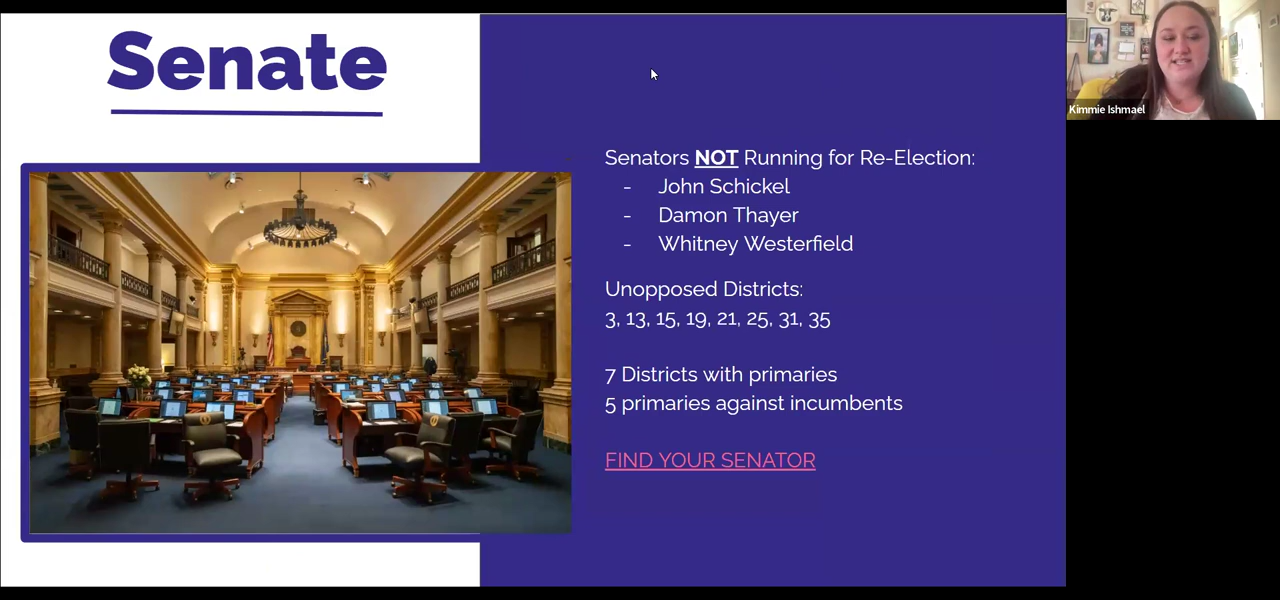 Senate
Senators NOT Running for Re-Election:
- John Schickel
- Damon Thayer
- Whitney Westerfield
Unopposed Districts:
3, 13, 15, 19, 21, 25, 31, 35
7 Districts with primaries
5 primaries against incumbents
FIND YOUR SENATOR
Kimmie Ishmael